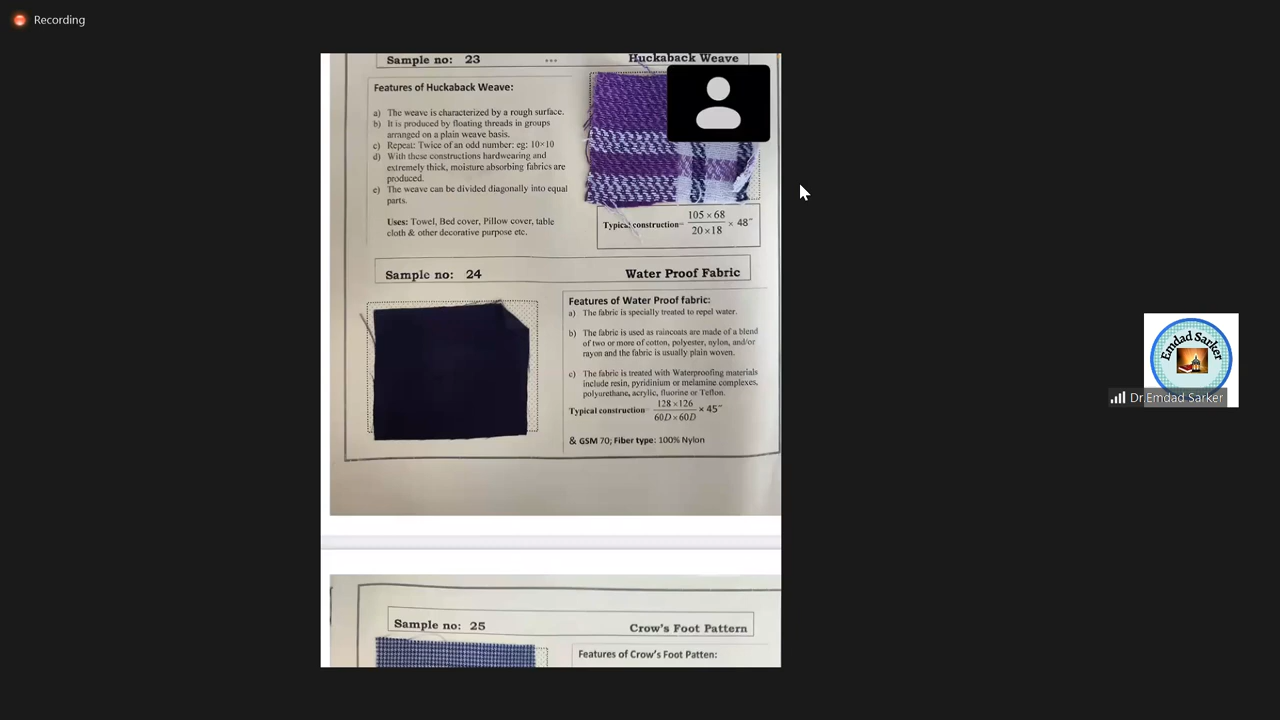 Recording
Sample no: 23
Huckaback Weave
Features of Huckaback Weave:
a) The weave is characterized by a rough surface.
b) It is produced by floating threads in groups
arranged on a plain weave basis.
c) Repeat: Twice of an odd number: eg: 10×10
d) With these constructions hardwearing and
extremely thick, moisture absorbing fabrics are
produced.
e) The weave can be divided diagonally into equal
parts.
Uses: Towel, Bed cover, Pillow cover, table
cloth & other decorative purpose etc.
105 × 68
Typical construction= × 48"
20 × 18
Sample no: 24
Water Proof Fabric
Features of Water Proof fabric:
a) The fabric is specially treated to repel water.
b) The fabric is used as raincoats are made of a blend
of two or more of cotton, polyester, nylon, and/or
rayon and the fabric is usually plain woven.
c) The fabric is treated with Waterproofing materials
include resin, pyridinium or melamine complexes,
polyurethane, acrylic, fluorine or Teflon.
128 ×126
Typical construction= × 45"
60D × 60D
& GSM 70; Fiber type: 100% Nylon
Sample no: 25
Crow's Foot Pattern
Features of Crow's Foot Patten:
Emdad Sarker
Dr.Emdad Sarker